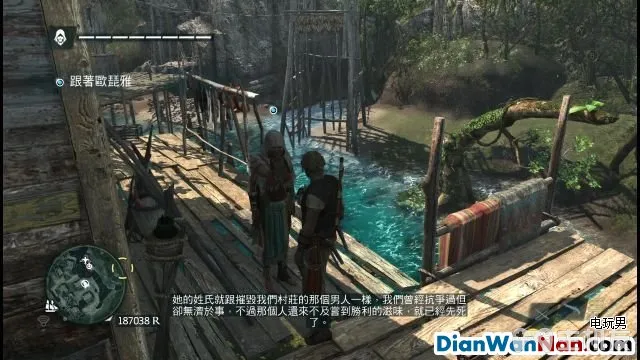 跟著歐琵雅
187038 R
她的姓氏就跟摧毀我們村莊的那個男人一樣，我們曾經抗爭過但
卻無濟於事，不過那個人還來不及嘗到勝利的滋味，就已經先死
了。
电玩男
DianWanNan.com